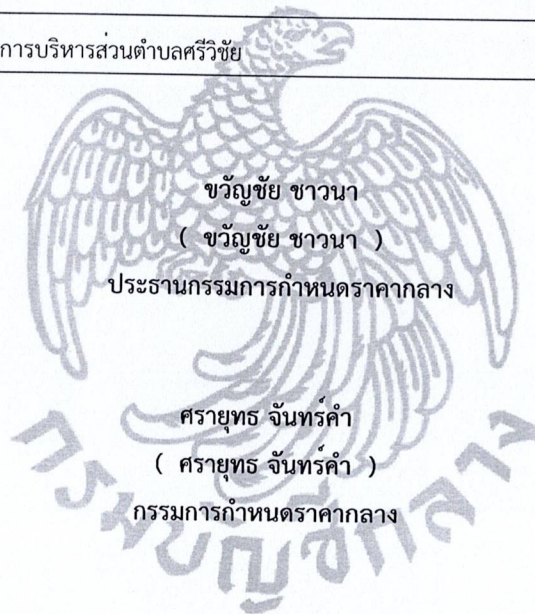 การบริหารส่วนตำบลศรีวิชัย
ขวัญชัย ชาวนา
( ขวัญชัย ชาวนา )
ประธานกรรมการกำหนดราคากลาง
ศรายุทธ จันทร์คำ
( ศรายุทธ จันทร์คำ )
กรรมการกำหนดราคากลาง
กรมบัญชีกลาง